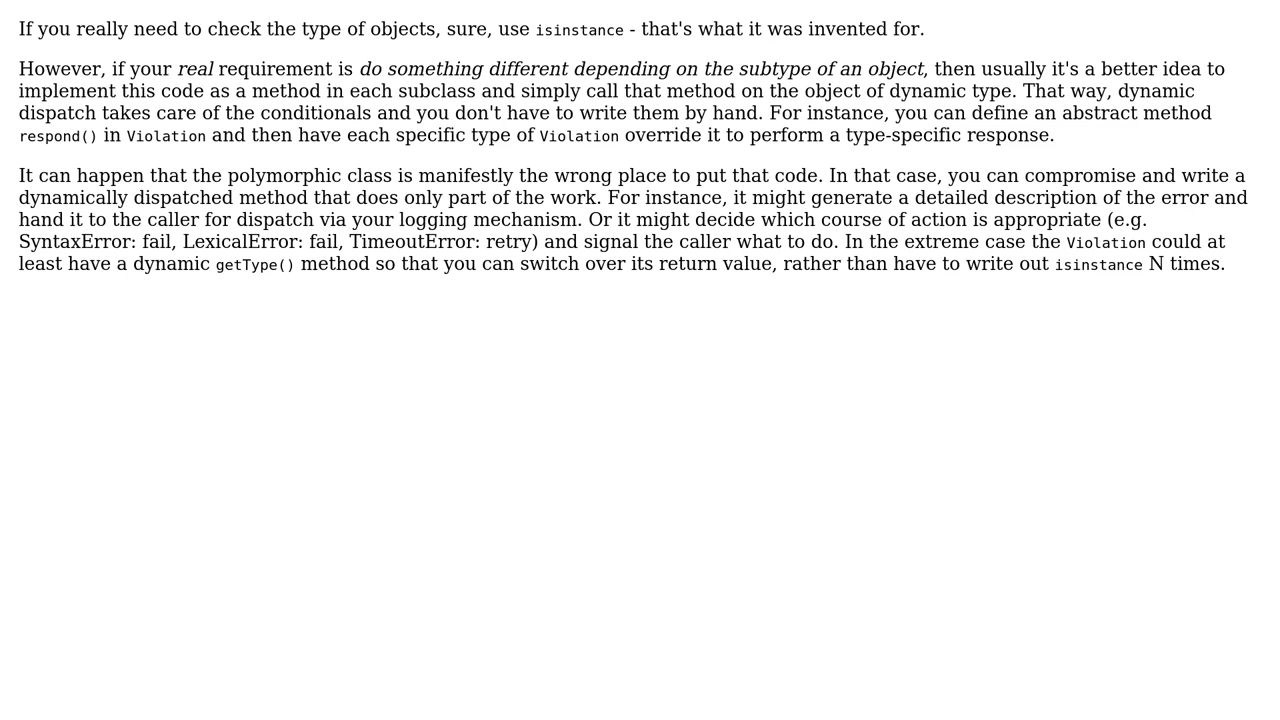 If you really need to check the type of objects, sure, use isinstance - that's what it was invented for.
However, if your real requirement is do something different depending on the subtype of an object, then usually it's a better idea to
implement this code as a method in each subclass and simply call that method on the object of dynamic type. That way, dynamic
dispatch takes care of the conditionals and you don't have to write them by hand. For instance, you can define an abstract method
respond() in Violation and then have each specific type of Violation override it to perform a type-specific response.
It can happen that the polymorphic class is manifestly the wrong place to put that code. In that case, you can compromise and write a
dynamically dispatched method that does only part of the work. For instance, it might generate a detailed description of the error and
hand it to the caller for dispatch via your logging mechanism. Or it might decide which course of action is appropriate (e.g.
SyntaxError: fail, LexicalError: fail, TimeoutError: retry) and signal the caller what to do. In the extreme case the Violation could at
least have a dynamic getType() method so that you can switch over its return value, rather than have to write out isinstance N times.